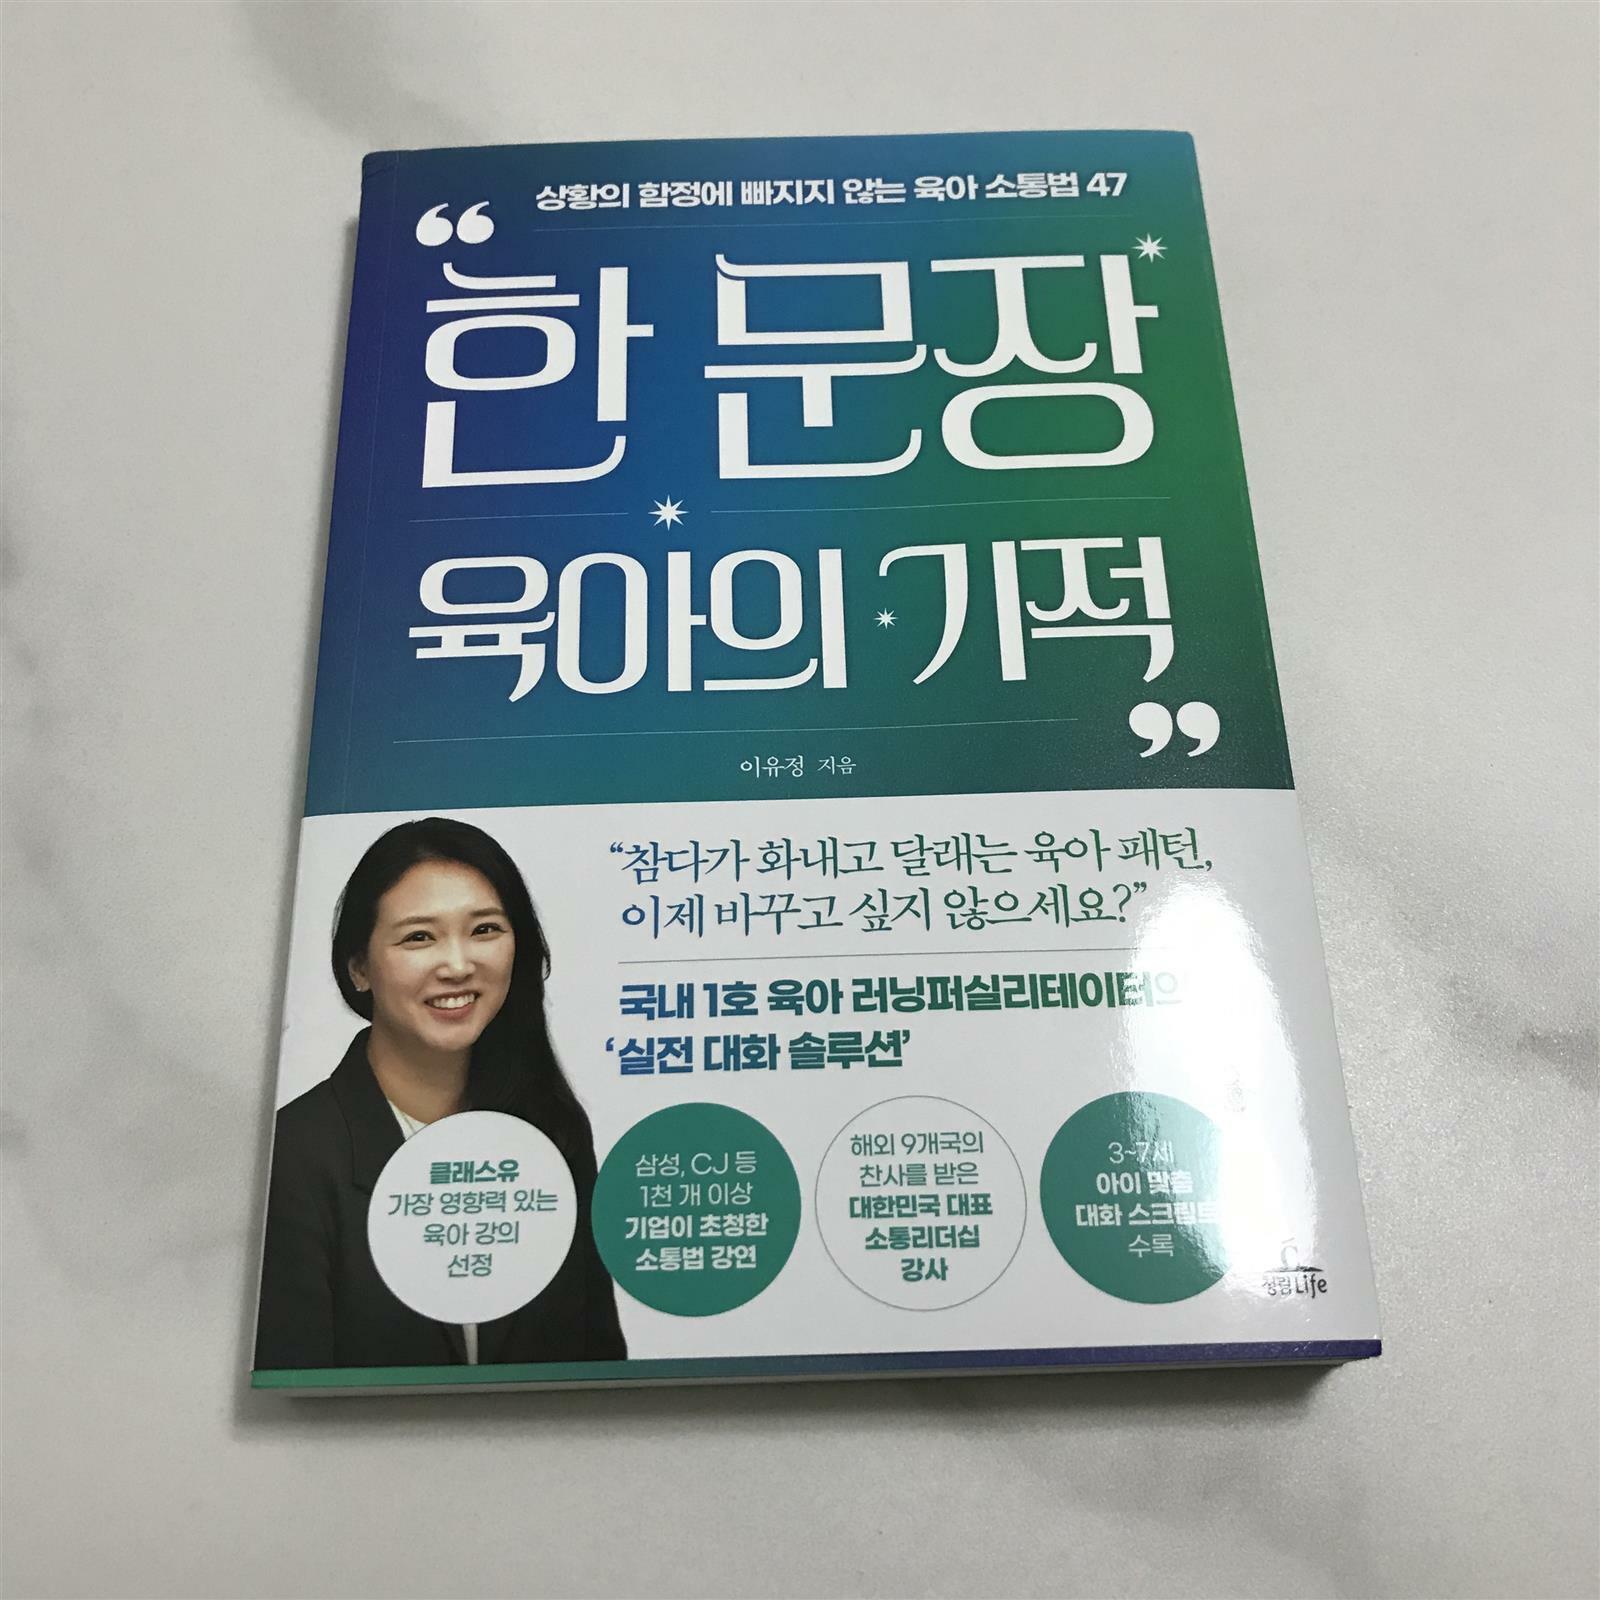 상황의 함정에 빠지지 않는 육아 소통법 47
“한 문장
육아의 기적”
이유정 지음
“참다가 화내고 달래는 육아 패턴,
이제 바꾸고 싶지 않으세요?”
국내 1호 육아 러닝퍼실리테이터의
‘실전 대화 솔루션’
클래스유
가장 영향력 있는
육아 강의
선정
삼성, CJ 등
1천 개 이상
기업이 초청한
소통법 강연
해외 9개국의
찬사를 받은
대한민국 대표
소통리더십
강사
3~7세
아이 맞춤
대화 스크립트
수록
청림Life